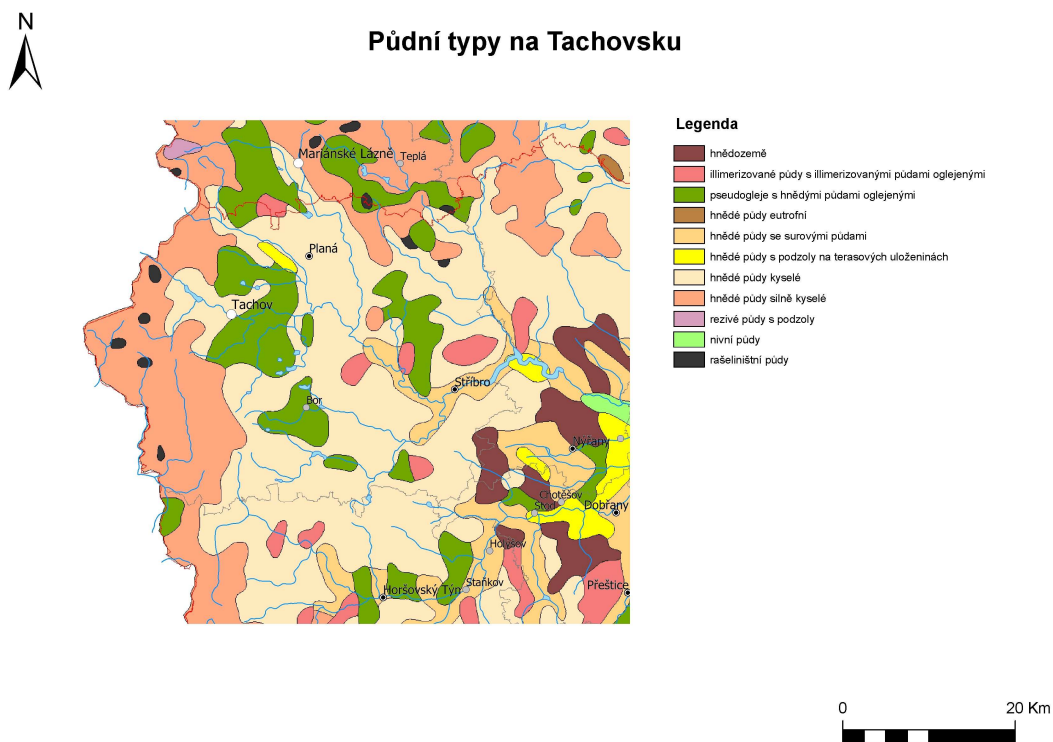 N
Půdní typy na Tachovsku
Legenda
hnědozemě
illimerizované půdy s illimerizovanými půdami oglejenými
pseudogleje s hnědými půdami oglejenými
hnědé půdy eutrofní
hnědé půdy se surovými půdami
hnědé půdy s podzoly na terasových uloženinách
hnědé půdy kyselé
hnědé půdy silně kyselé
rezivé půdy s podzoly
nivní půdy
rašeliništní půdy
Mariánské Lázně
Teplá
Planá
Tachov
Stříbro
Bor
Nýřany
Chotěšov
Stod
Dobřany
Holýšov
Staňkov
Horšovský Týn
Přeštice
0 20 Km